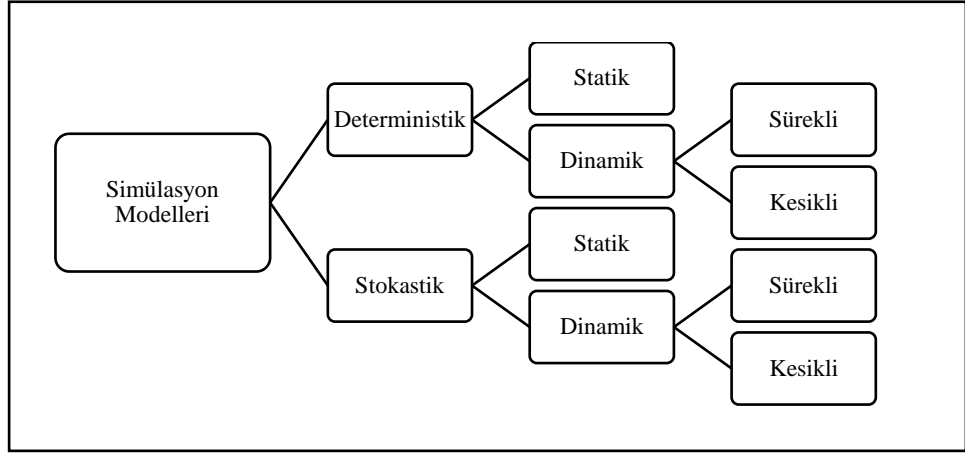 Simülasyon
Modelleri
Deterministik
Statik
Dinamik
Sürekli
Kesikli
Stokastik
Statik
Dinamik
Sürekli
Kesikli